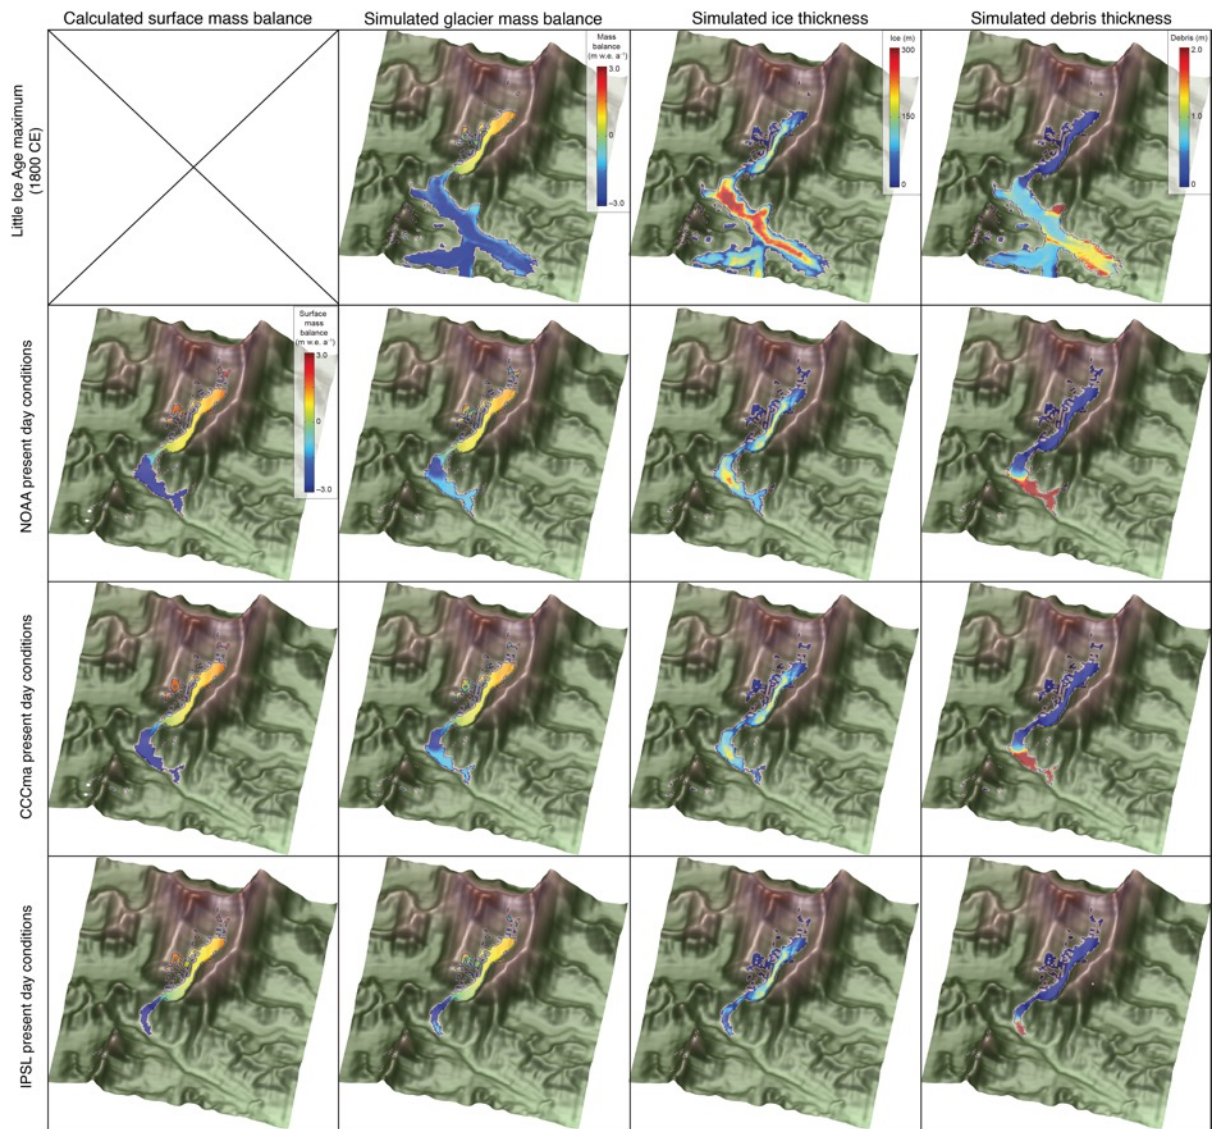 Calculated surface mass balance
Simulated glacier mass balance
Simulated ice thickness
Simulated debris thickness
Little Ice Age maximum
(1800 CE)
Mass
balance
(m w.e. a⁻¹)
3.0
0
–3.0
Ice (m)
300
150
0
Debris (m)
2.0
1.0
0
NOAA present day conditions
Surface
mass
balance
(m w.e. a⁻¹)
3.0
0
–3.0
CCCma present day conditions
IPSL present day conditions